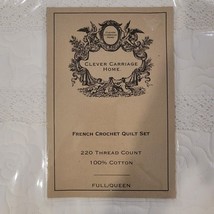 CLEVER CARRIAGE
HOME
FRENCH CROCHET QUILT SET
220 THREAD COUNT
100% COTTON
FULL/QUEEN